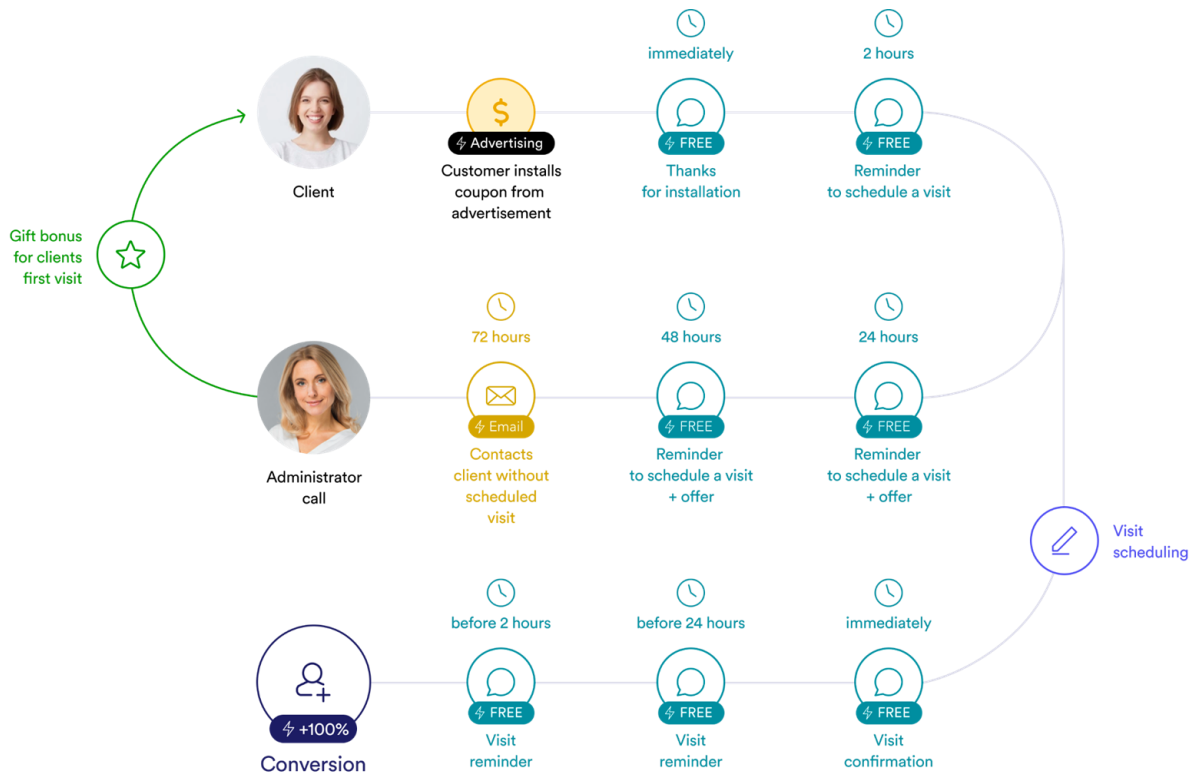 immediately
2 hours
$
Advertising
FREE
FREE
Client
Customer installs
coupon from
advertisement
Thanks
for installation
Reminder
to schedule a visit
Gift bonus
for clients
first visit
72 hours
48 hours
24 hours
Email
FREE
FREE
Administrator
call
Contacts
client without
scheduled
visit
Reminder
to schedule a visit
+ offer
Reminder
to schedule a visit
+ offer
Visit
scheduling
before 2 hours
before 24 hours
immediately
+100%
FREE
FREE
FREE
Conversion
Visit
reminder
Visit
reminder
Visit
confirmation